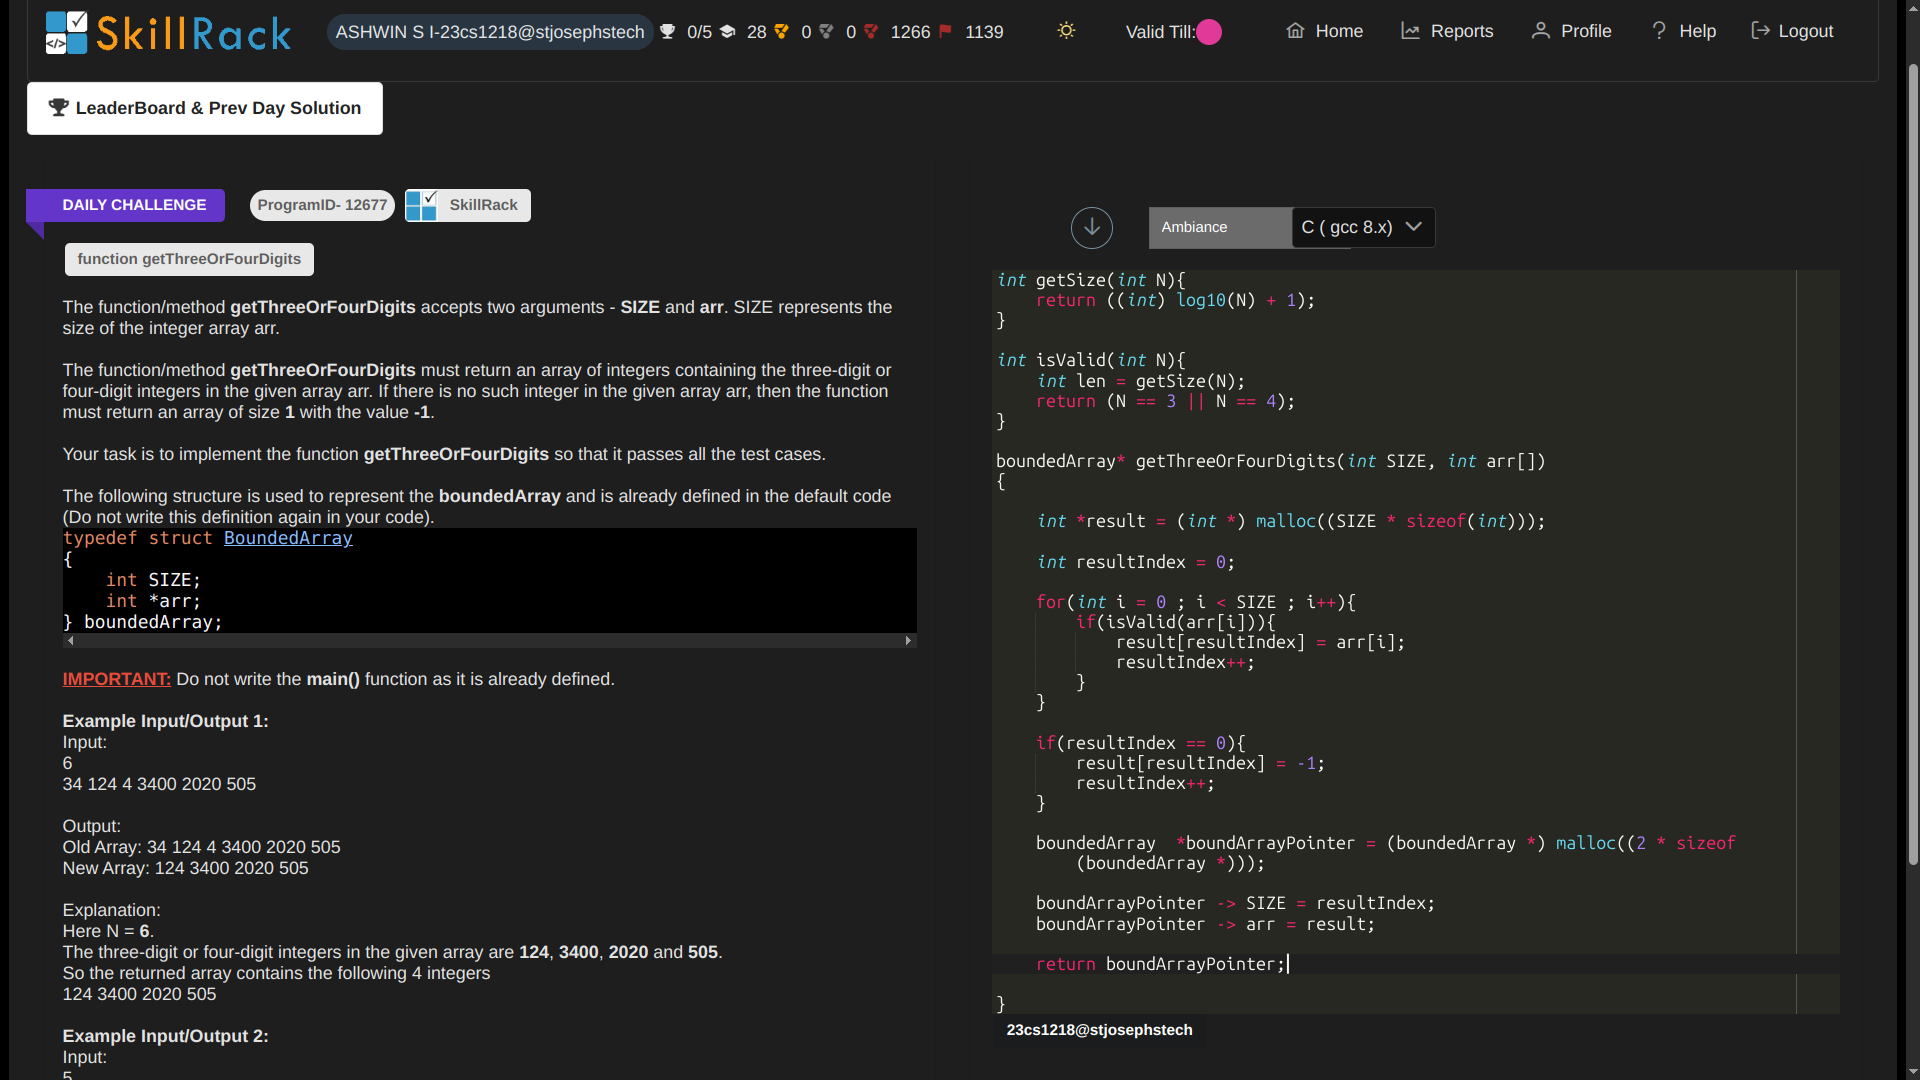 SkillRack
ASHWIN S I-23cs1218@stjosephstech 0/5 28 0 0 1266 1139
Valid Till:
Home
Reports
Profile
Help
Logout
LeaderBoard & Prev Day Solution
DAILY CHALLENGE
ProgramID- 12677
SkillRack
function getThreeOrFourDigits
The function/method getThreeOrFourDigits accepts two arguments - SIZE and arr. SIZE represents the
size of the integer array arr.
The function/method getThreeOrFourDigits must return an array of integers containing the three-digit or
four-digit integers in the given array arr. If there is no such integer in the given array arr, then the function
must return an array of size 1 with the value -1.
Your task is to implement the function getThreeOrFourDigits so that it passes all the test cases.
The following structure is used to represent the boundedArray and is already defined in the default code
(Do not write this definition again in your code).
typedef struct BoundedArray
{
    int SIZE;
    int *arr;
} boundedArray;
IMPORTANT: Do not write the main() function as it is already defined.
Example Input/Output 1:
Input:
6
34 124 4 3400 2020 505
Output:
Old Array: 34 124 4 3400 2020 505
New Array: 124 3400 2020 505
Explanation:
Here N = 6.
The three-digit or four-digit integers in the given array are 124, 3400, 2020 and 505.
So the returned array contains the following 4 integers
124 3400 2020 505
Example Input/Output 2:
Input:
5
Ambiance
C ( gcc 8.x)
int getSize(int N){
    return ((int) log10(N) + 1);
}
int isValid(int N){
    int len = getSize(N);
    return (N == 3 || N == 4);
}
boundedArray* getThreeOrFourDigits(int SIZE, int arr[])
{
    int *result = (int *) malloc((SIZE * sizeof(int)));
    int resultIndex = 0;
    for(int i = 0 ; i < SIZE ; i++){
        if(isValid(arr[i])){
            result[resultIndex] = arr[i];
            resultIndex++;
        }
    }
    if(resultIndex == 0){
        result[resultIndex] = -1;
        resultIndex++;
    }
    boundedArray  *boundArrayPointer = (boundedArray *) malloc((2 * sizeof
        (boundedArray *)));
    boundArrayPointer -> SIZE = resultIndex;
    boundArrayPointer -> arr = result;
    return boundArrayPointer;
}
23cs1218@stjosephstech